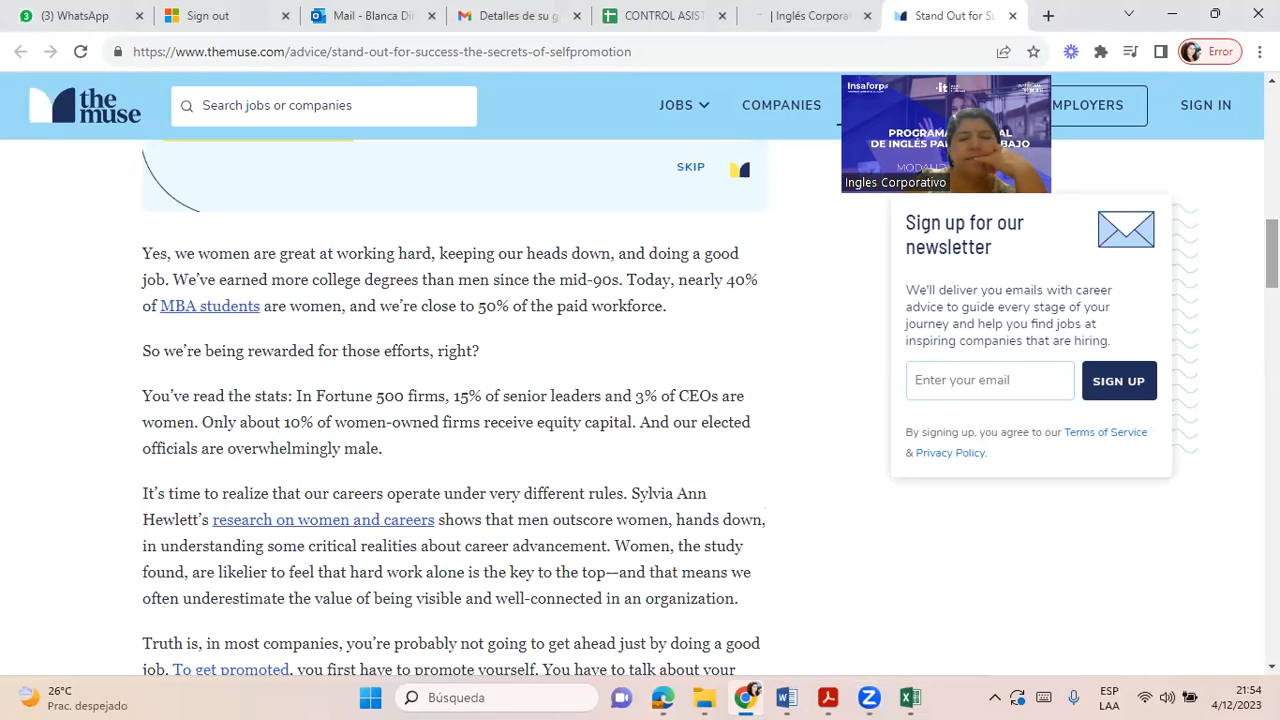 (3) WhatsApp
Sign out
Mail - Blanca Di
Detalles de su g
CONTROL ASIST
Inglés Corporat
Stand Out for Su
https://www.themuse.com/advice/stand-out-for-success-the-secrets-of-selfpromotion
Error
the muse
Search jobs or companies
JOBS
COMPANIES
MPLOYERS
SIGN IN
Insaforp
it
PROGRAMA
AL
DE INGLÉS PA
BAJO
MODALID
Ingles Corporativo
SKIP
Yes, we women are great at working hard, keeping our heads down, and doing a good
job. We've earned more college degrees than men since the mid-90s. Today, nearly 40%
of MBA students are women, and we're close to 50% of the paid workforce.
So we're being rewarded for those efforts, right?
You've read the stats: In Fortune 500 firms, 15% of senior leaders and 3% of CEOs are
women. Only about 10% of women-owned firms receive equity capital. And our elected
officials are overwhelmingly male.
It's time to realize that our careers operate under very different rules. Sylvia Ann
Hewlett's research on women and careers shows that men outscore women, hands down,
in understanding some critical realities about career advancement. Women, the study
found, are likelier to feel that hard work alone is the key to the top—and that means we
often underestimate the value of being visible and well-connected in an organization.
Truth is, in most companies, you're probably not going to get ahead just by doing a good
job. To get promoted, you first have to promote yourself. You have to talk about your
Sign up for our
newsletter
We'll deliver you emails with career
advice to guide every stage of your
journey and help you find jobs at
inspiring companies that are hiring.
Enter your email
SIGN UP
By signing up, you agree to our Terms of Service
& Privacy Policy.
26°C
Prac. despejado
Búsqueda
ESP
LAA
21:54
4/12/2023